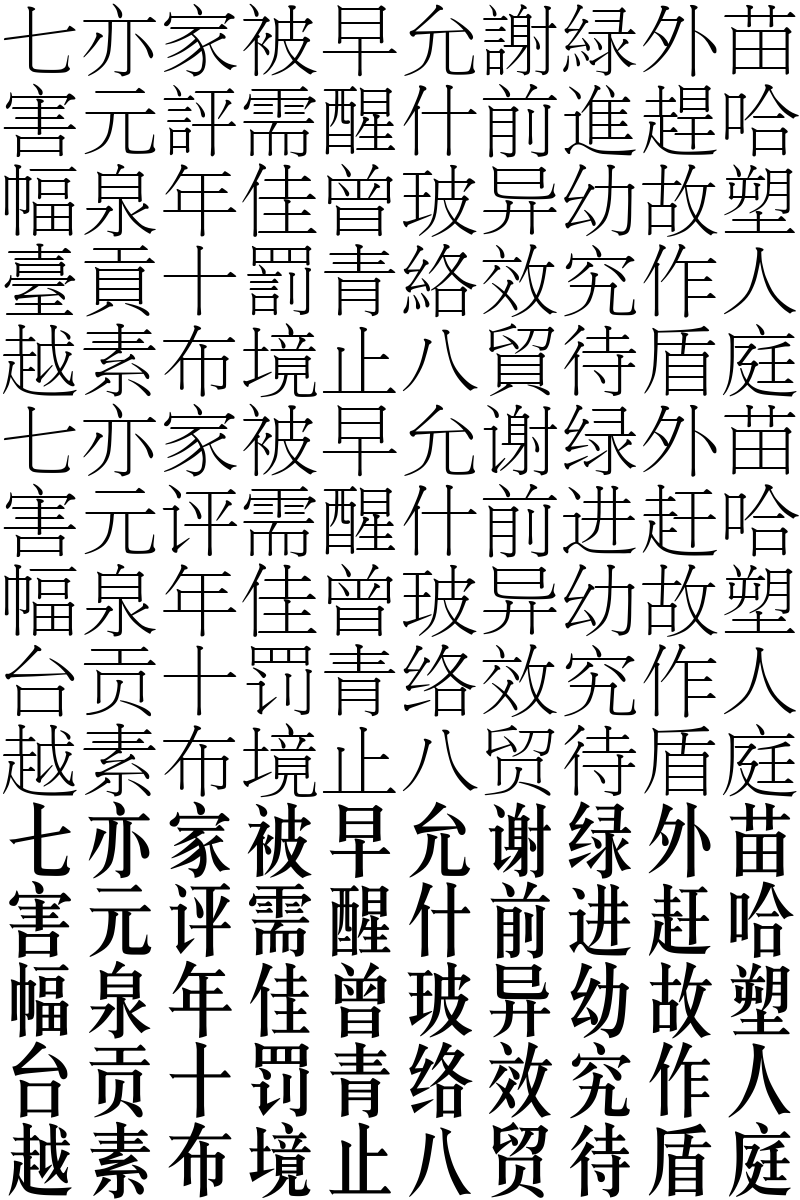 七亦家被早允謝緑外苗
害元評需醒什前進趕哈
幅泉年佳曾玻异幼故塑
臺貢十罰青絡效究作人
越素布境止八貿待盾庭
七亦家被早允谢绿外苗
害元评需醒什前进赶哈
幅泉年佳曾玻异幼故塑
台贡十罚青络效究作人
越素布境止八贸待盾庭
七亦家被早允谢绿外苗
害元评需醒什前进赶哈
幅泉年佳曾玻异幼故塑
台贡十罚青络效究作人
越素布境止八贸待盾庭